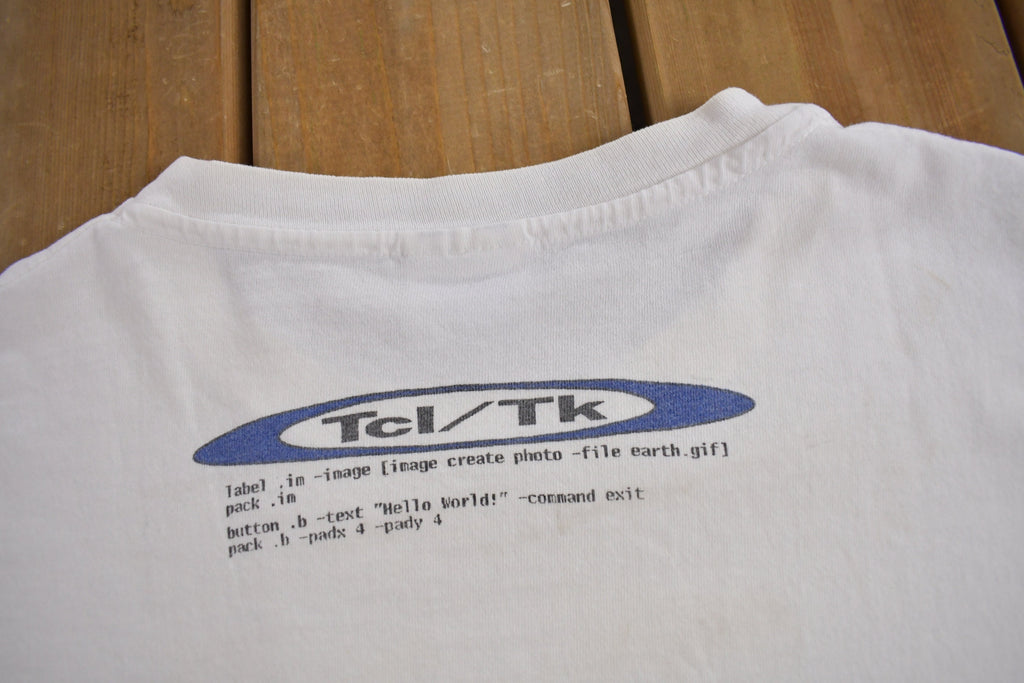 Tcl/Tk
label .im -image [image create photo -file earth.gif]
pack .im
button .b -text "Hello World!" -command exit
pack .b -padx 4 -pady 4